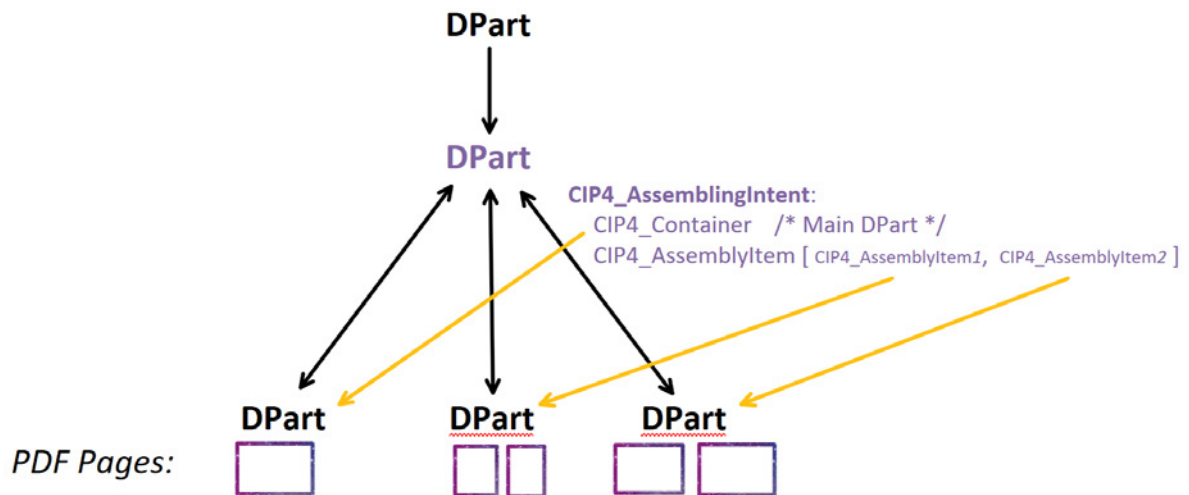 DPart
DPart
CIP4_AssemblingIntent:
CIP4_Container /* Main DPart */
CIP4_AssemblyItem [ CIP4_AssemblyItem1, CIP4_AssemblyItem2 ]
DPart DPart DPart
PDF Pages: